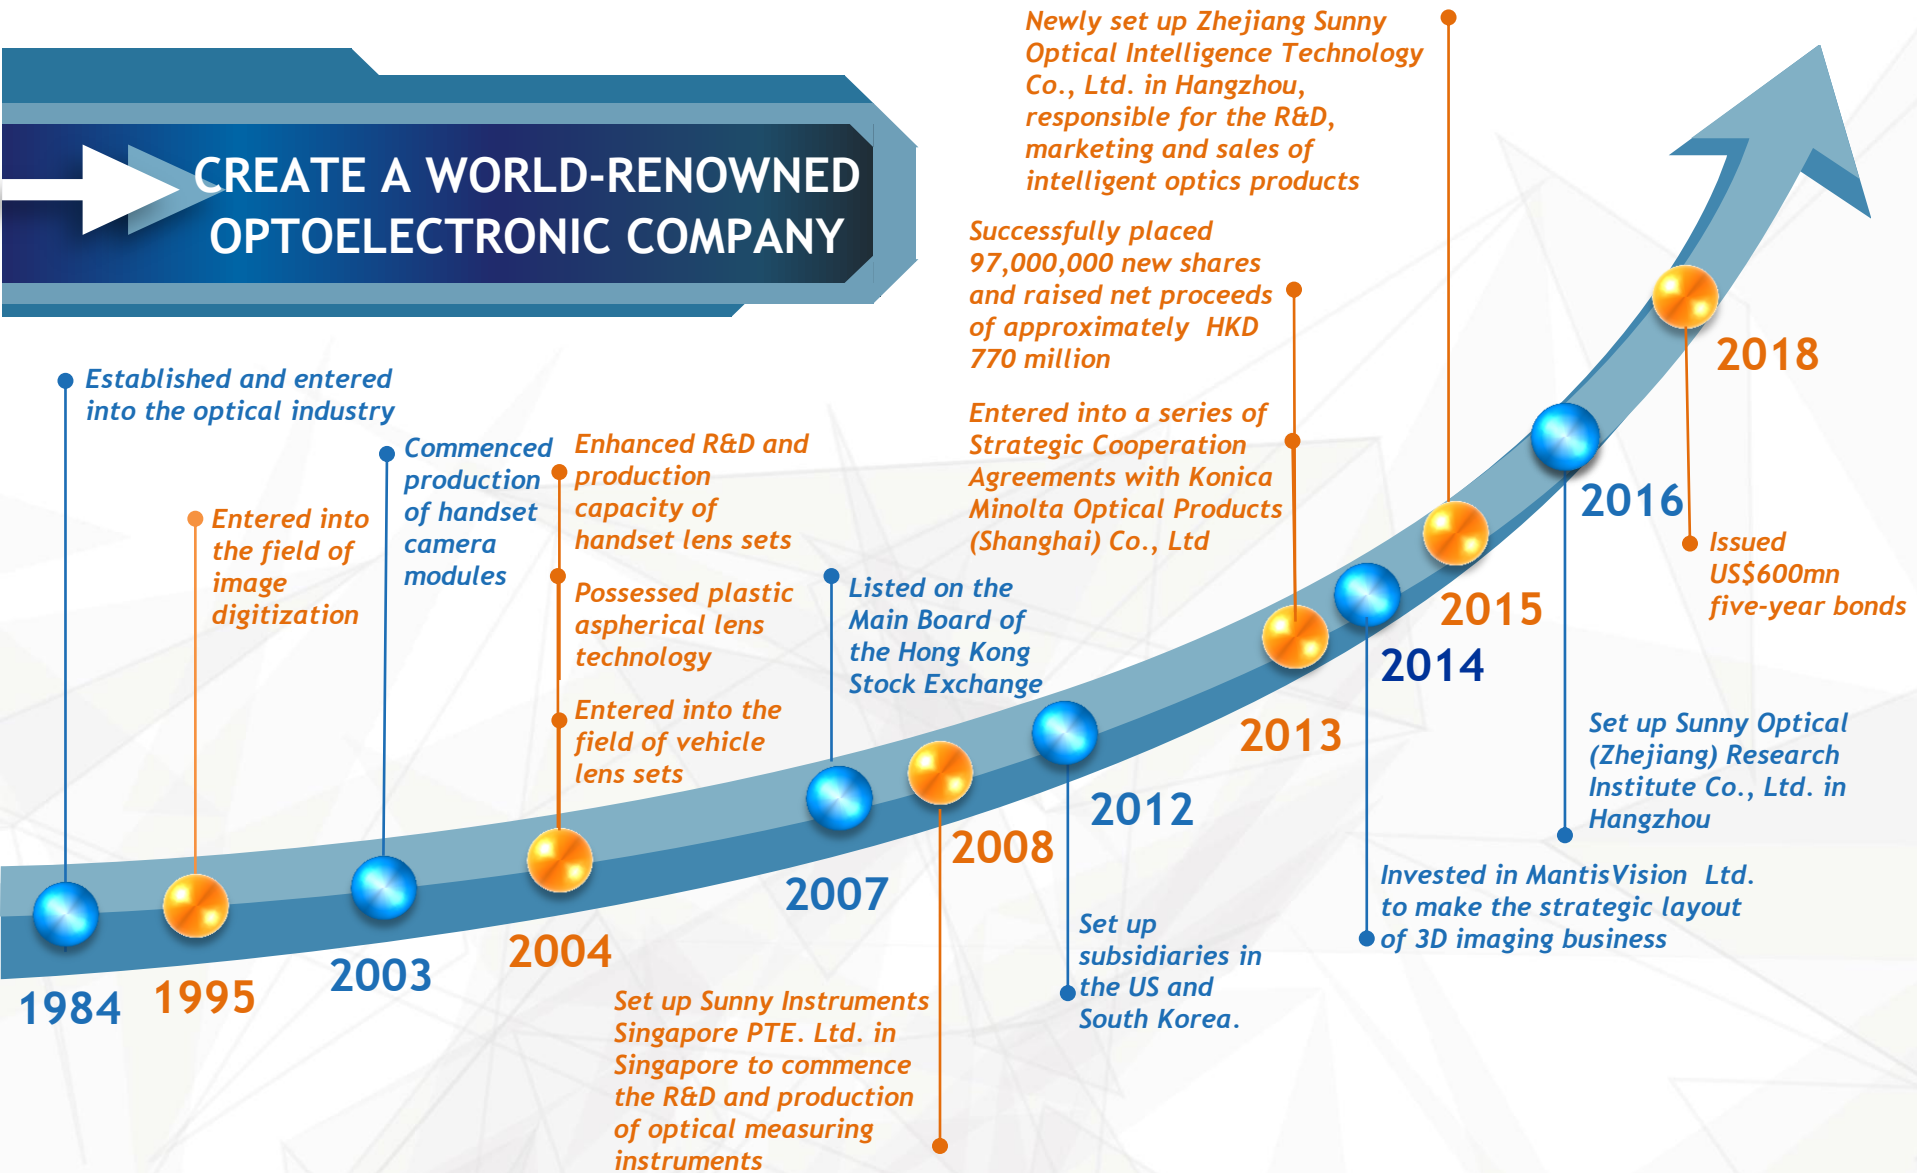 CREATE A WORLD-RENOWNED
OPTOELECTRONIC COMPANY
Established and entered
into the optical industry
1984
Entered into
the field of
image
digitization
1995
Commenced
production
of handset
camera
modules
2003
Enhanced R&D and
production
capacity of
handset lens sets
Possessed plastic
aspherical lens
technology
Entered into the
field of vehicle
lens sets
2004
Listed on the
Main Board of
the Hong Kong
Stock Exchange
2007
2008
Set up Sunny Instruments
Singapore PTE. Ltd. in
Singapore to commence
the R&D and production
of optical measuring
instruments
2012
Set up
subsidiaries in
the US and
South Korea.
Successfully placed
97,000,000 new shares
and raised net proceeds
of approximately  HKD
770 million
Entered into a series of
Strategic Cooperation
Agreements with Konica
Minolta Optical Products
(Shanghai) Co., Ltd
2013
2014
Invested in MantisVision  Ltd.
to make the strategic layout
of 3D imaging business
Newly set up Zhejiang Sunny
Optical Intelligence Technology
Co., Ltd. in Hangzhou,
responsible for the R&D,
marketing and sales of
intelligent optics products
2015
2016
Set up Sunny Optical
(Zhejiang) Research
Institute Co., Ltd. in
Hangzhou
2018
Issued
US$600mn
five-year bonds